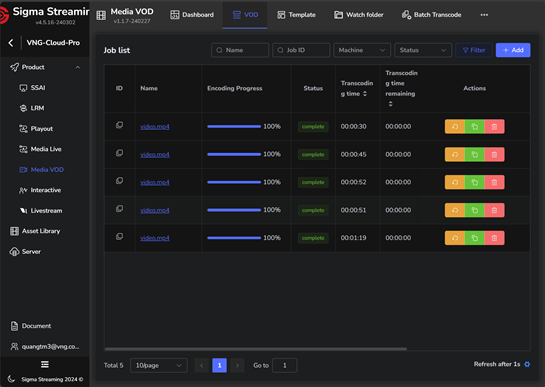 Sigma Streamin
v4.5.16-240302
VNG-Cloud-Pro
Product
SSAI
LRM
Playout
Media Live
Media VOD
Interactive
Livestream
Asset Library
Server
Document
quangtm3@vng.co...
Sigma Streaming 2024 ©
Media VOD
v1.1.7-240227
Dashboard
VOD
Template
Watch folder
Batch Transcode
Job list
Name
Job ID
Machine
Status
Filter
+ Add
ID
Name
Encoding Progress
Status
Transcodin
g time
Transcodin
g time
remaining
Actions
video.mp4 100% complete 00:00:30 00:00:00
video.mp4 100% complete 00:00:45 00:00:00
video.mp4 100% complete 00:00:52 00:00:00
video.mp4 100% complete 00:00:51 00:00:00
video.mp4 100% complete 00:01:19 00:00:00
Total 5
10/page
1
Go to
1
Refresh after 1s